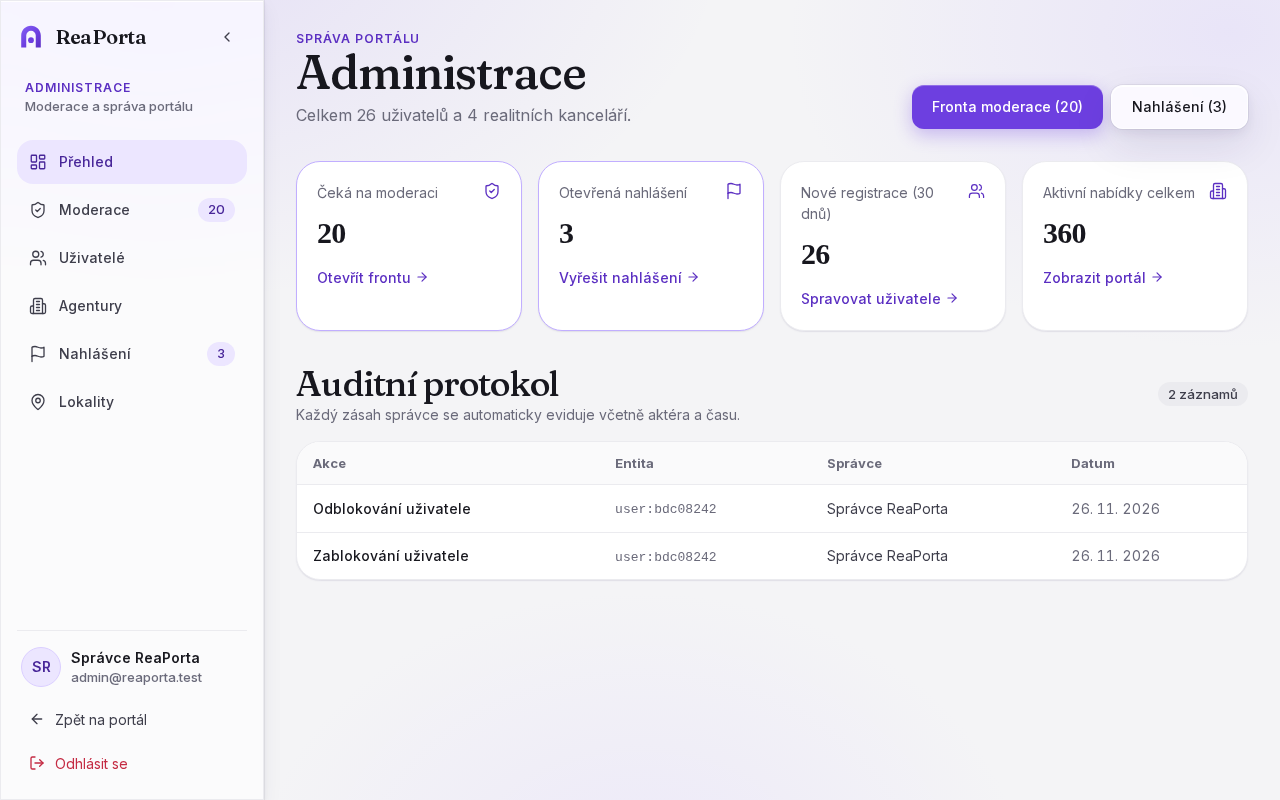 ReaPorta
ADMINISTRACE
Moderace a správa portálu
Přehled
Moderace 20
Uživatelé
Agentury
Nahlášení 3
Lokality
SR
Správce ReaPorta
admin@reaporta.test
Zpět na portál
Odhlásit se
SPRÁVA PORTÁLU
Administrace
Celkem 26 uživatelů a 4 realitních kanceláří.
Fronta moderace (20)
Nahlášení (3)
Čeká na moderaci
20
Otevřít frontu →
Otevřená nahlášení
3
Vyřešit nahlášení →
Nové registrace (30
dnů)
26
Spravovat uživatele →
Aktivní nabídky celkem
360
Zobrazit portál →
Auditní protokol
Každý zásah správce se automaticky eviduje včetně aktéra a času.
2 záznamů
Akce Entita Správce Datum
Odblokování uživatele user:bdc08242 Správce ReaPorta 26. 11. 2026
Zablokování uživatele user:bdc08242 Správce ReaPorta 26. 11. 2026